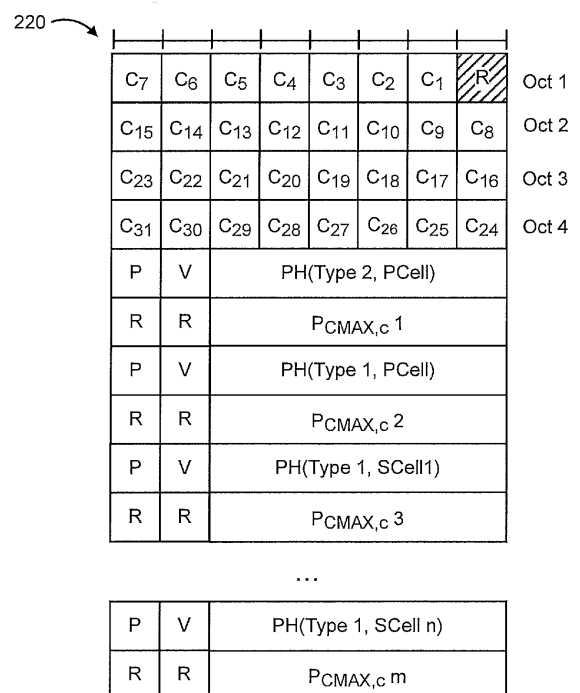 220
C7 C6 C5 C4 C3 C2 C1 R Oct 1
C15 C14 C13 C12 C11 C10 C9 C8 Oct 2
C23 C22 C21 C20 C19 C18 C17 C16 Oct 3
C31 C30 C29 C28 C27 C26 C25 C24 Oct 4
P V PH(Type 2, PCell)
R R PCMAX,c 1
P V PH(Type 1, PCell)
R R PCMAX,c 2
P V PH(Type 1, SCell1)
R R PCMAX,c 3
...
P V PH(Type 1, SCell n)
R R PCMAX,c m